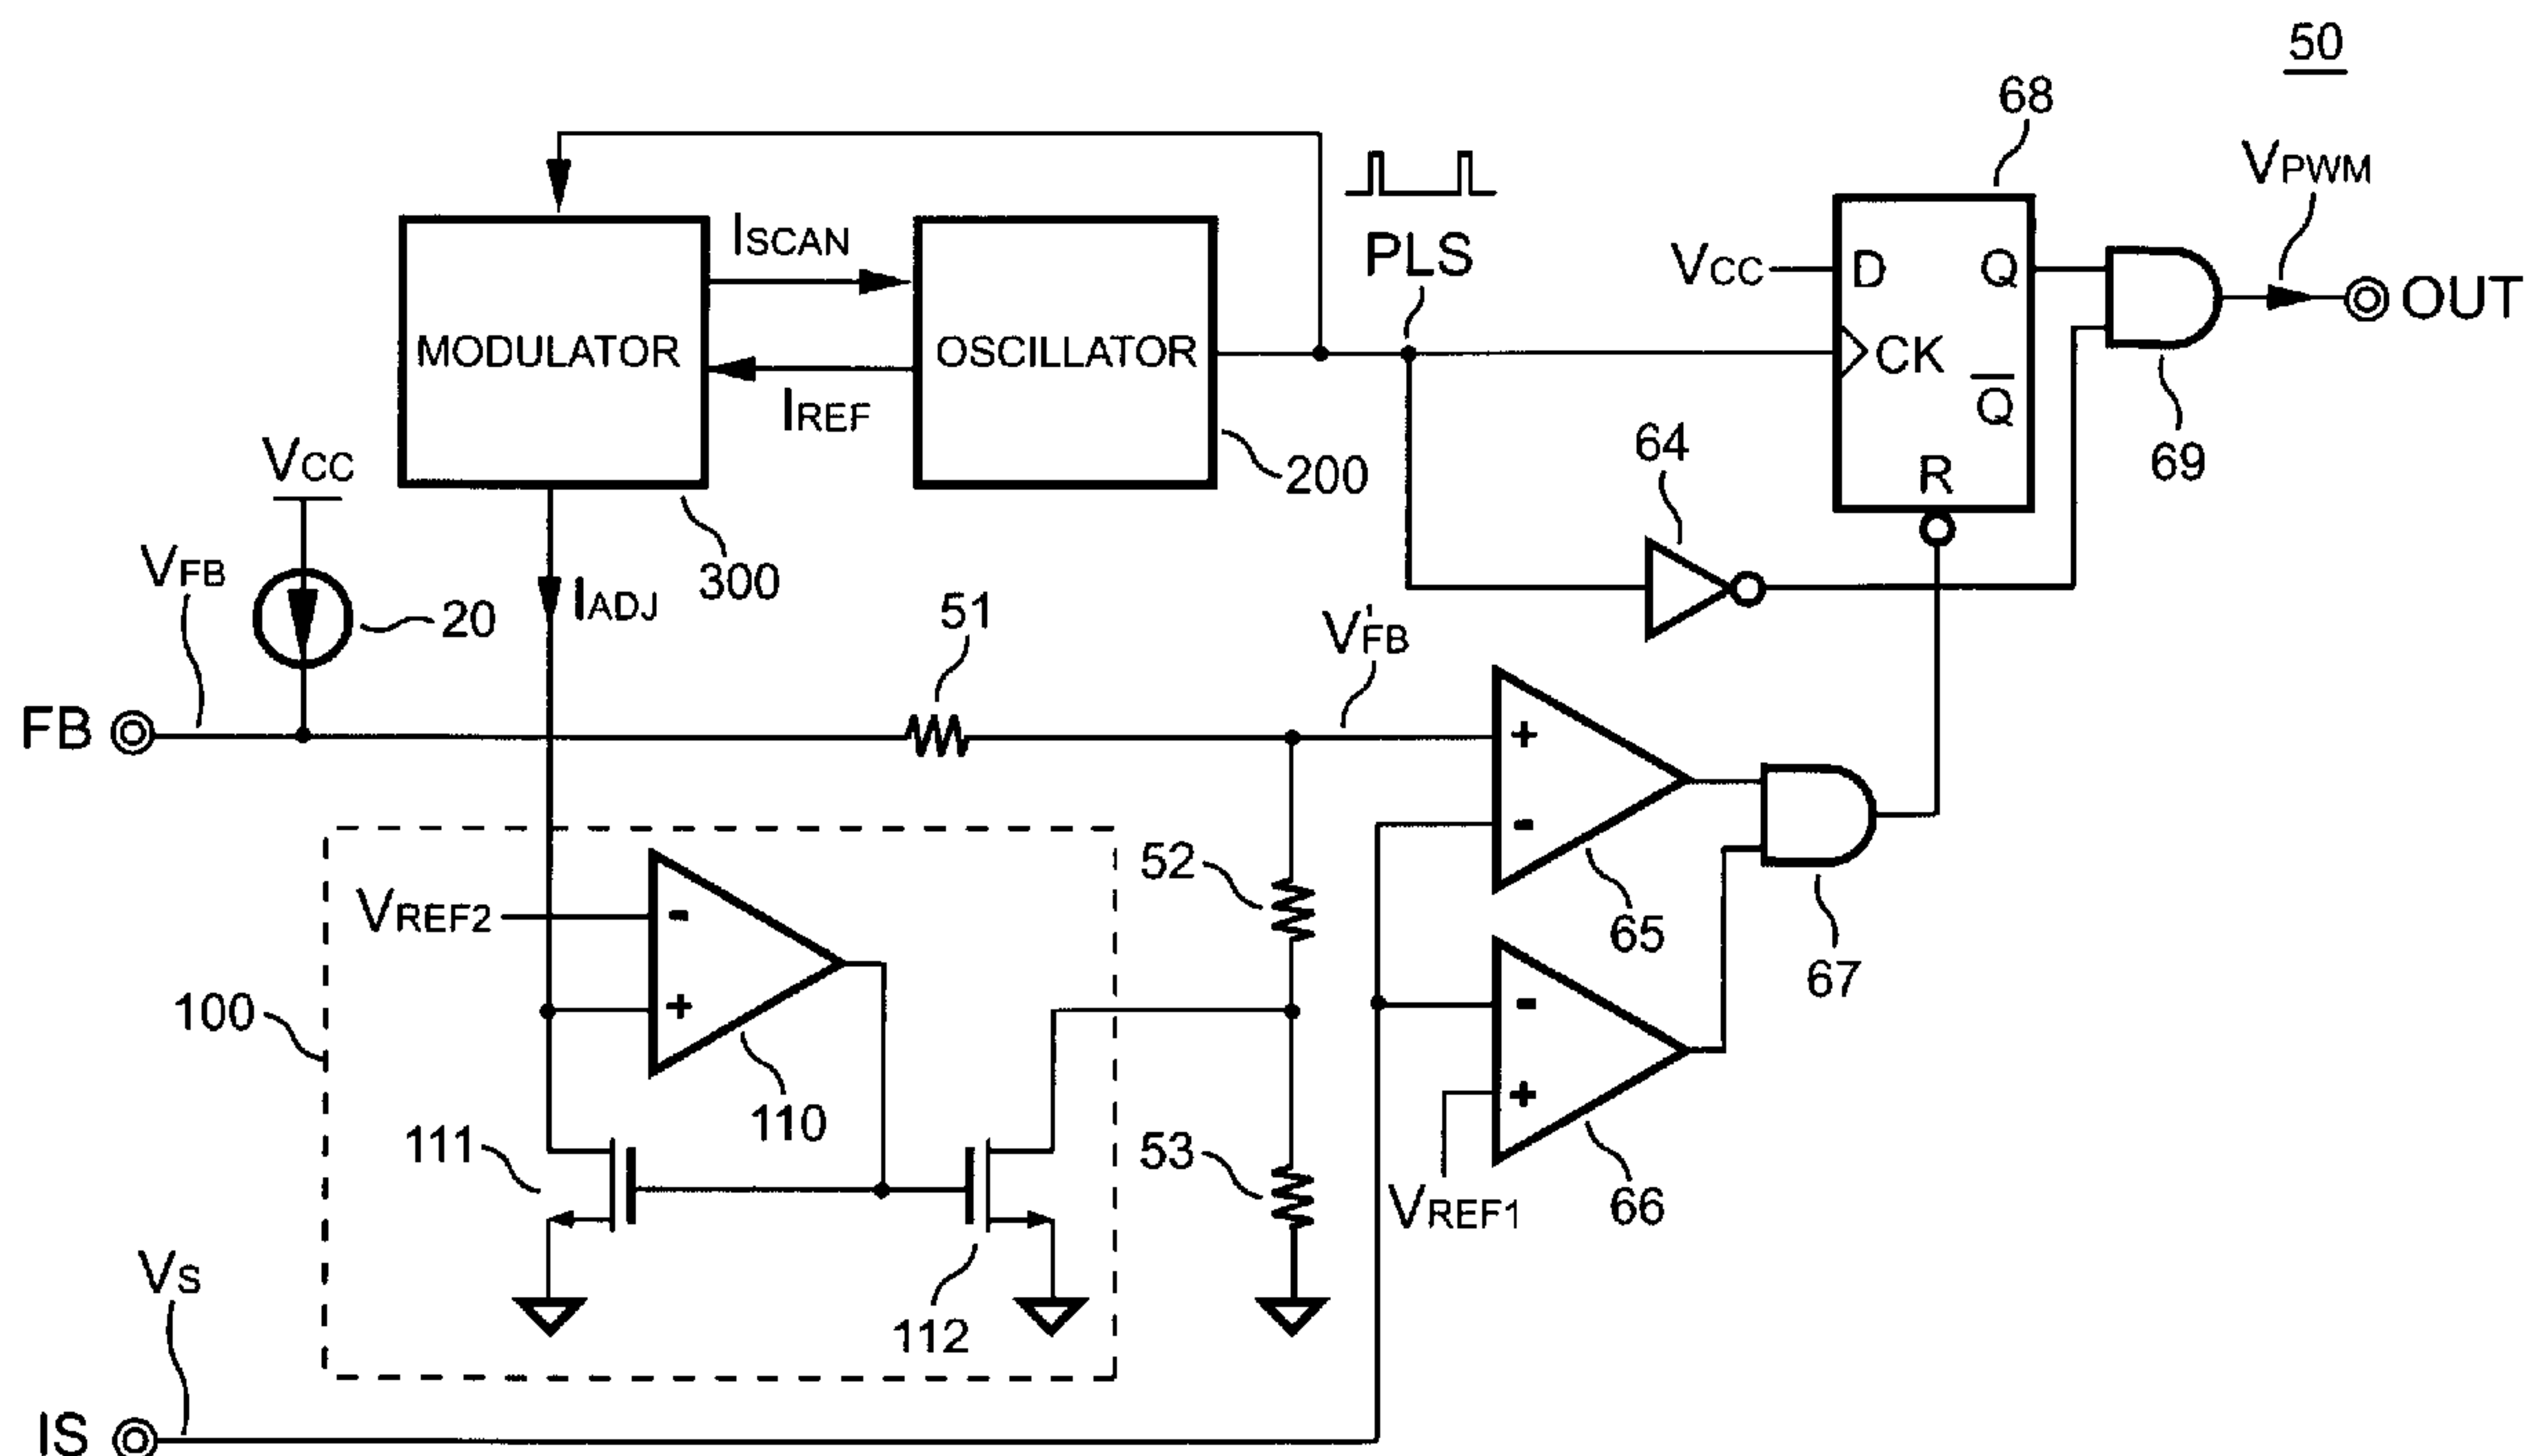 50
68
VPWM
ISCAN
PLS
VCC
D
Q
OUT
MODULATOR
OSCILLATOR
CK
Q
IREF
69
64
200
R
VCC
300
VFB
20
IADJ
51
V'FB
FB
+
-
52
65
67
VREF2
-
+
100
110
-
+
111
53
VREF1
66
VS
112
IS